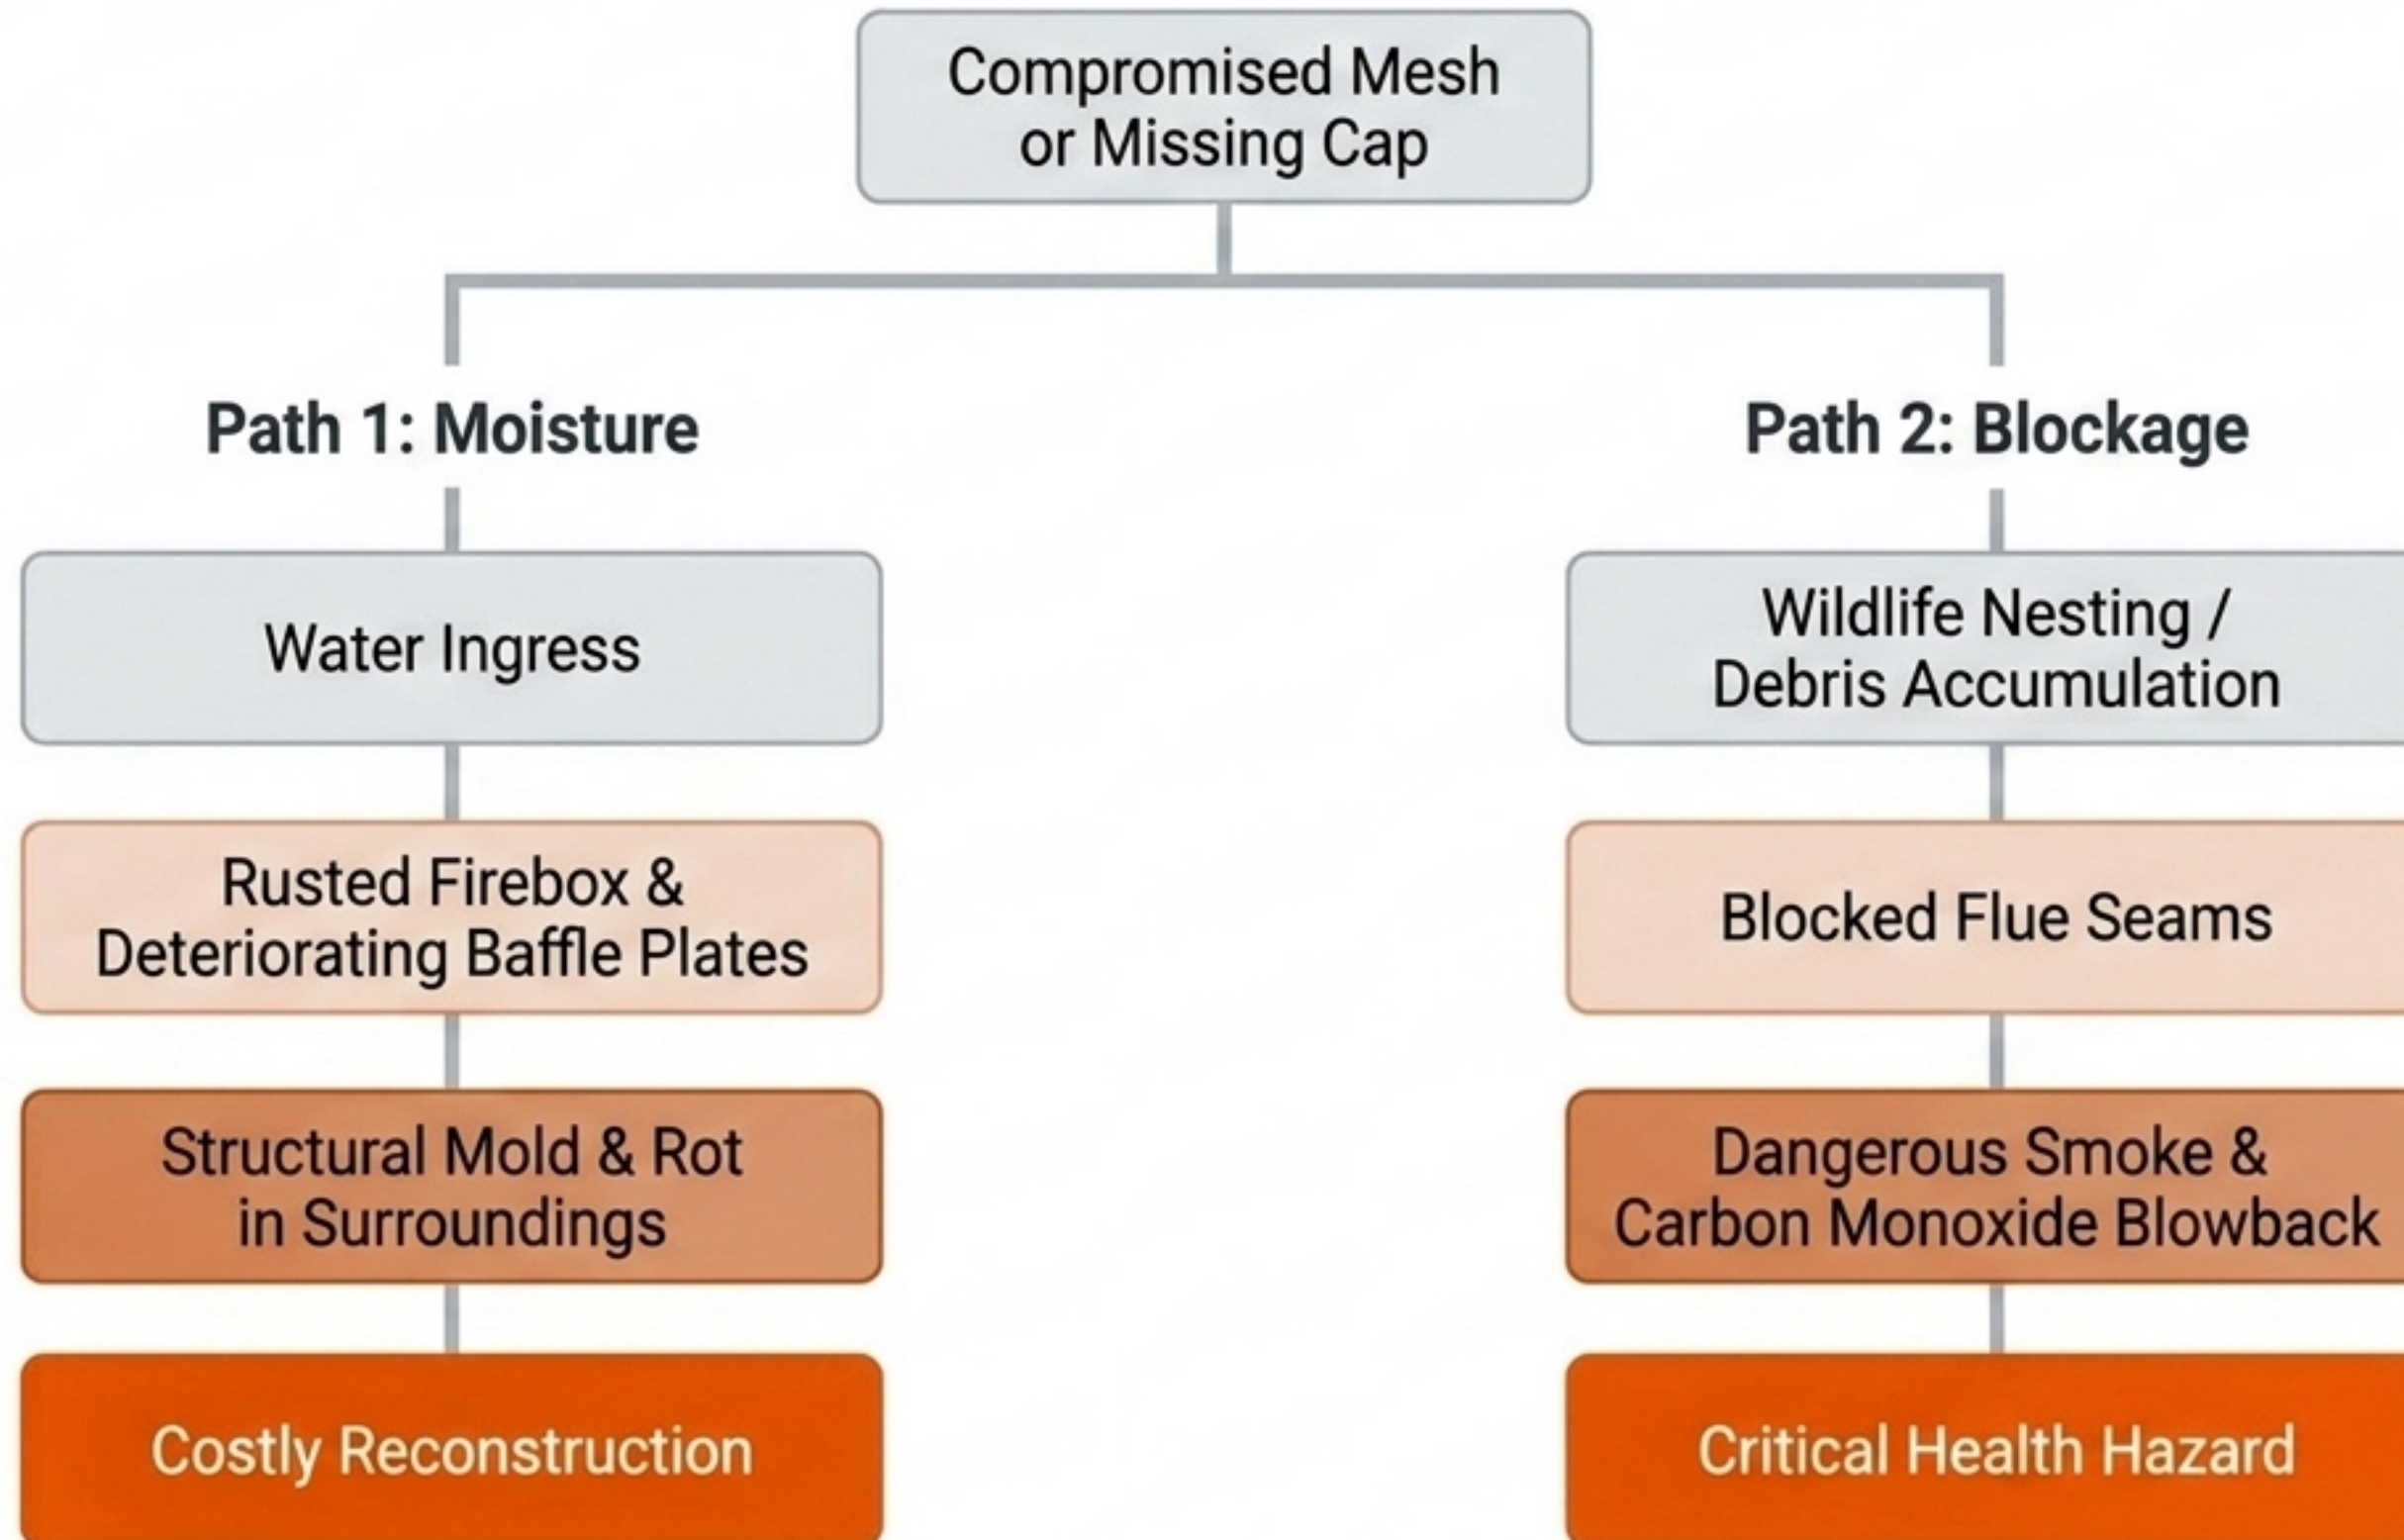 Compromised Mesh
or Missing Cap
Path 1: Moisture
Water Ingress
Rusted Firebox &
Deteriorating Baffle Plates
Structural Mold & Rot
in Surroundings
Costly Reconstruction
Path 2: Blockage
Wildlife Nesting /
Debris Accumulation
Blocked Flue Seams
Dangerous Smoke &
Carbon Monoxide Blowback
Critical Health Hazard